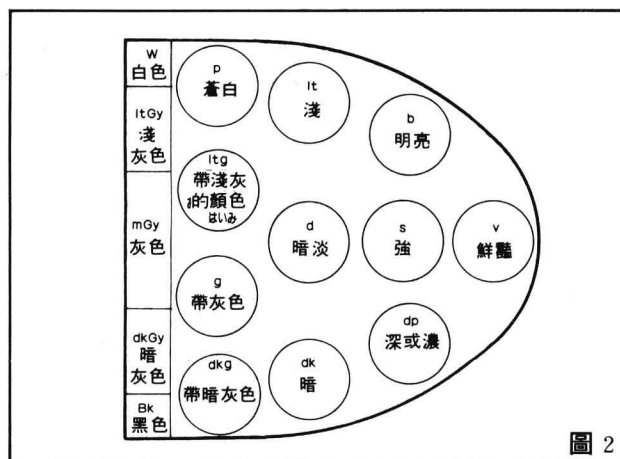 W
白色
ltGy
淺
灰色
mGy
灰色
dkGy
暗
灰色
Bk
黑色
p
蒼白
ltg
帶淺灰
的顏色
はいみ
g
帶灰色
dkg
帶暗灰色
lt
淺
d
暗淡
dk
暗
b
明亮
s
強
dp
深或濃
v
鮮豔
圖 2